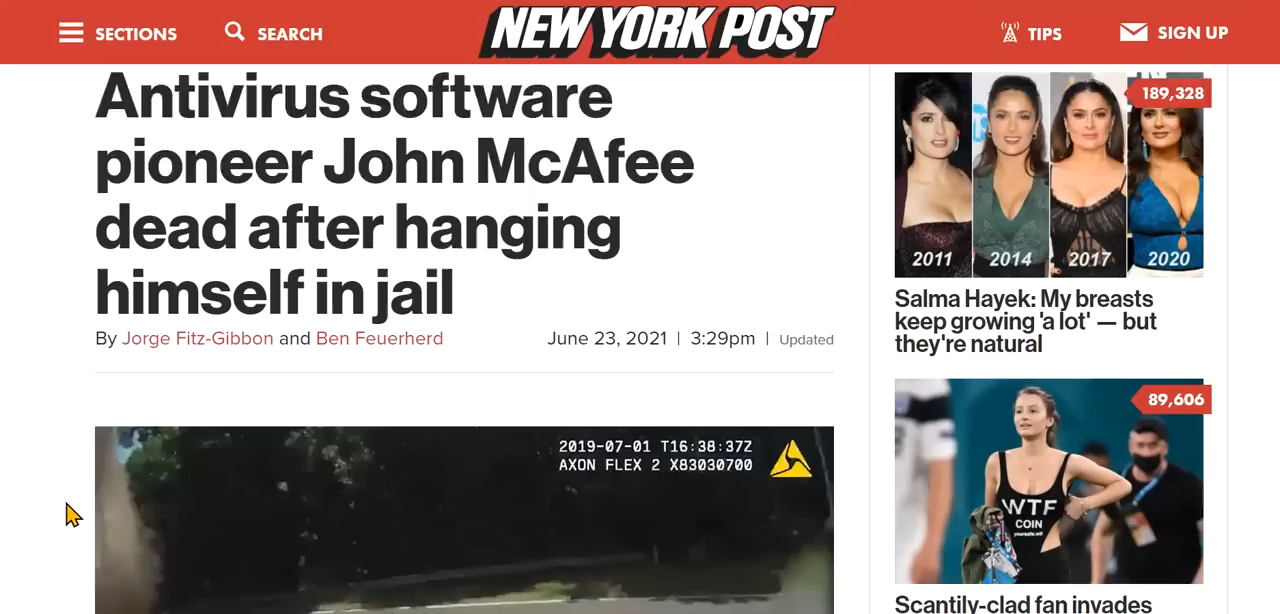 SECTIONS
SEARCH
NEW YORK POST
TIPS
SIGN UP
Antivirus software
pioneer John McAfee
dead after hanging
himself in jail
By Jorge Fitz-Gibbon and Ben Feuerherd
June 23, 2021 | 3:29pm | Updated
2019-07-01 T16:38:37Z
AXON FLEX 2 X83030700
189,328
2011
2014
2017
2020
Salma Hayek: My breasts
keep growing 'a lot' — but
they're natural
89,606
WTF
COIN
yoursafe.wtf
Scantily-clad fan invades